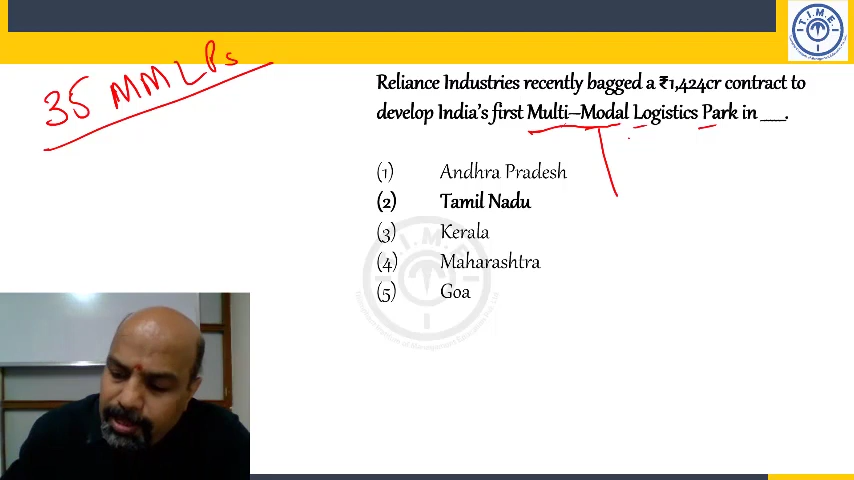 T.I.M.E.
35 MMLPs
Reliance Industries recently bagged a ₹1,424cr contract to
develop India's first Multi–Modal Logistics Park in ___.
(1) Andhra Pradesh
(2) Tamil Nadu
(3) Kerala
(4) Maharashtra
(5) Goa
T.I.M.E.